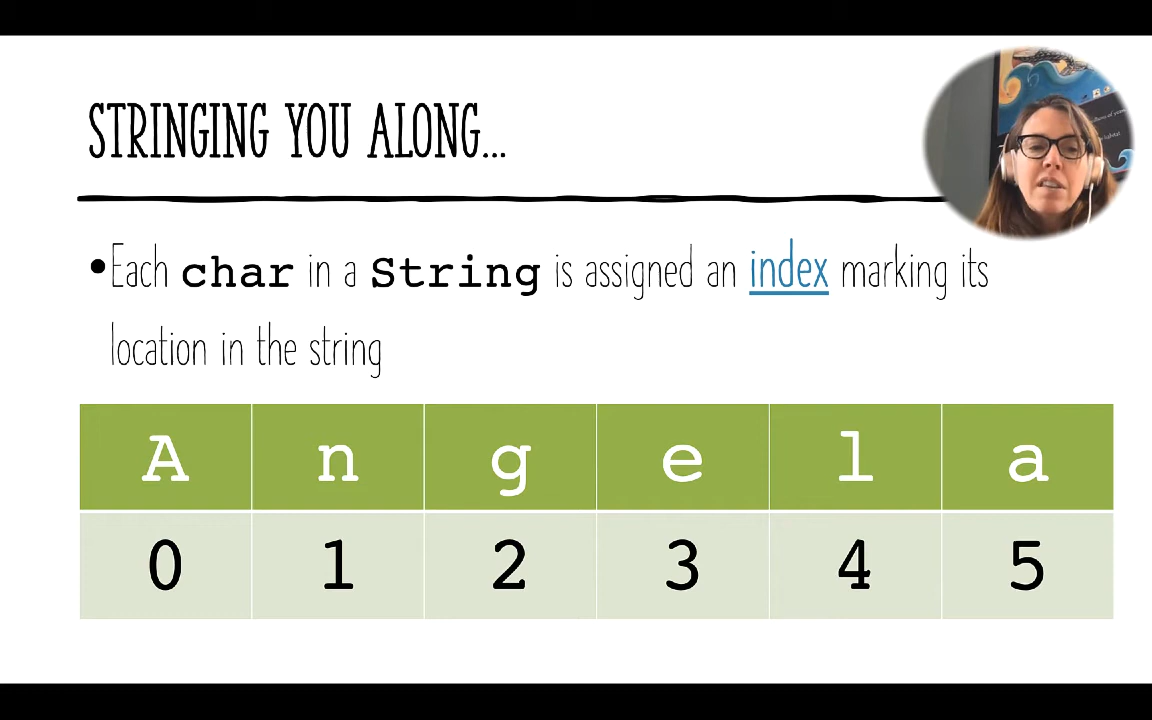 STRINGING YOU ALONG...
•Each char in a String is assigned an index marking its
location in the string
A n g e l a
0 1 2 3 4 5